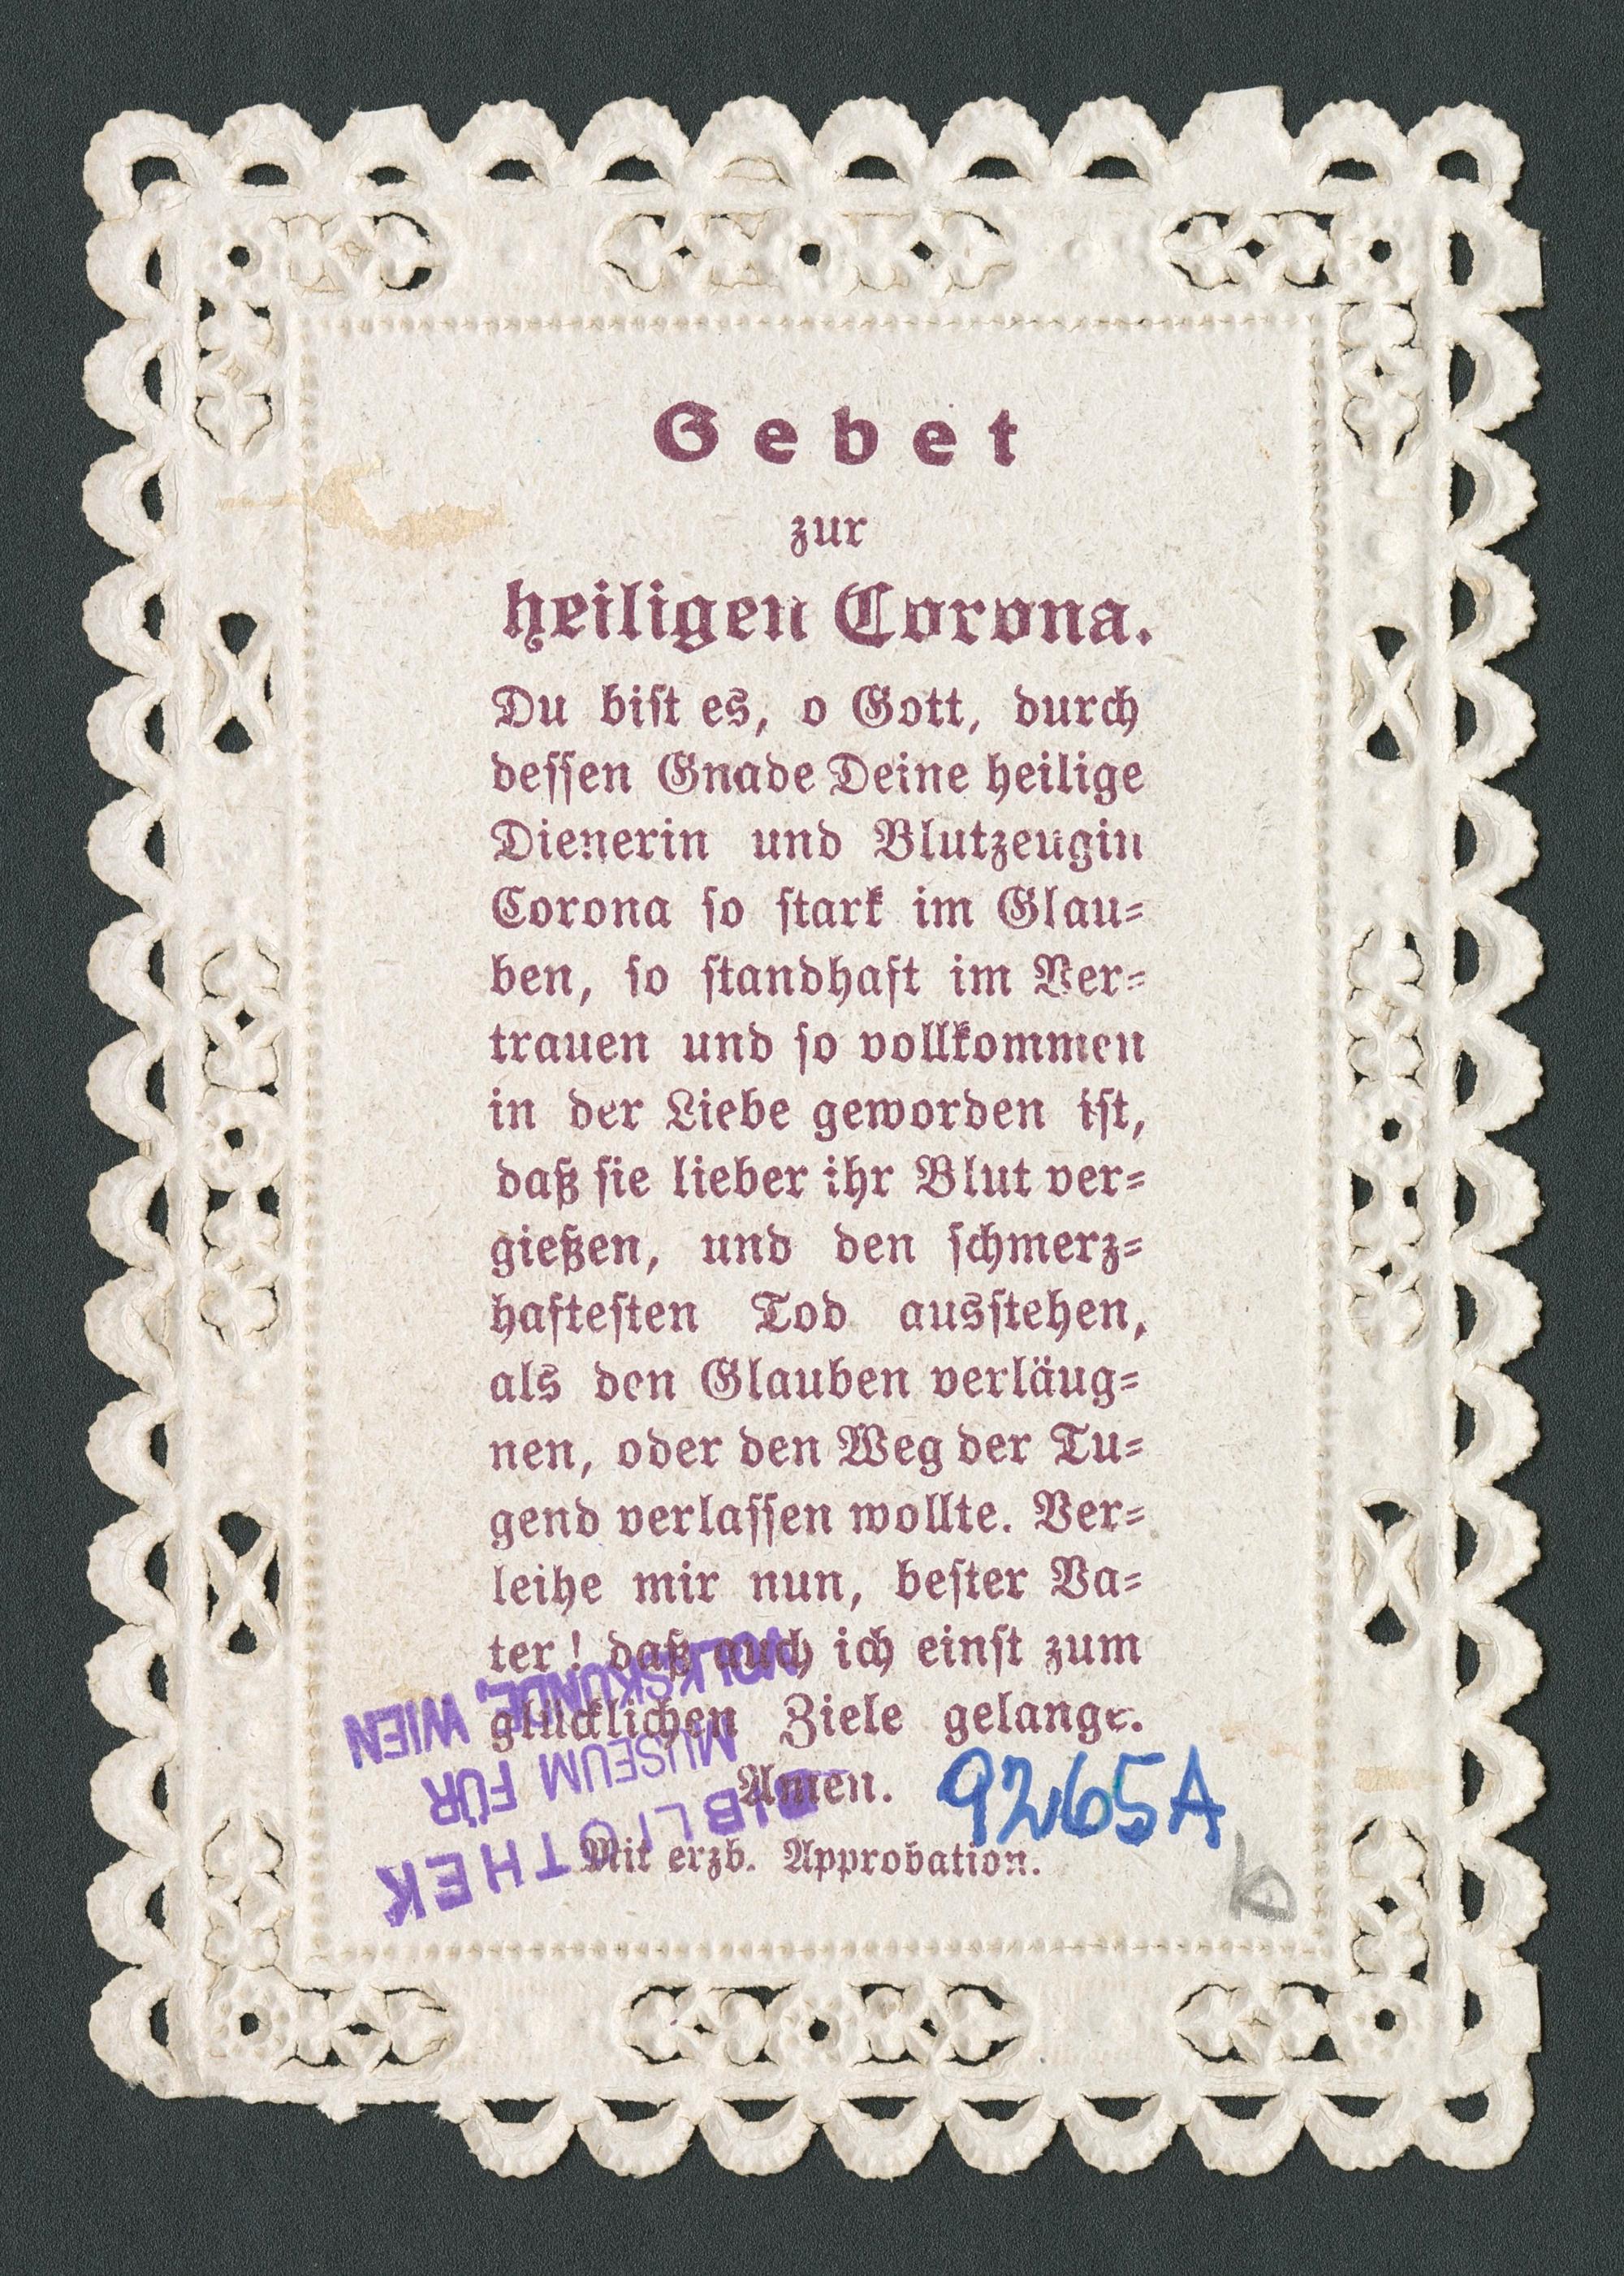 Gebet
zur
heiligen Corona.
Du bist es, o Gott, durch
dessen Gnade Deine heilige
Dienerin und Blutzeugin
Corona so stark im Glau=
ben, so standhaft im Ver=
trauen und so vollkommen
in der Liebe geworden ist,
daß sie lieber ihr Blut ver=
gießen, und den schmerz=
haftesten Tod ausstehen,
als den Glauben verläug=
nen, oder den Weg der Tu=
gend verlassen wollte. Ver=
leihe mir nun, bester Va=
ter! daß auch ich einst zum
glücklichen Ziele gelange.
Amen.
Mit erzb. Approbation.
9265A
BIBLIOTHEK
MUSEUM FÜR
VOLKSKUNDE, WIEN